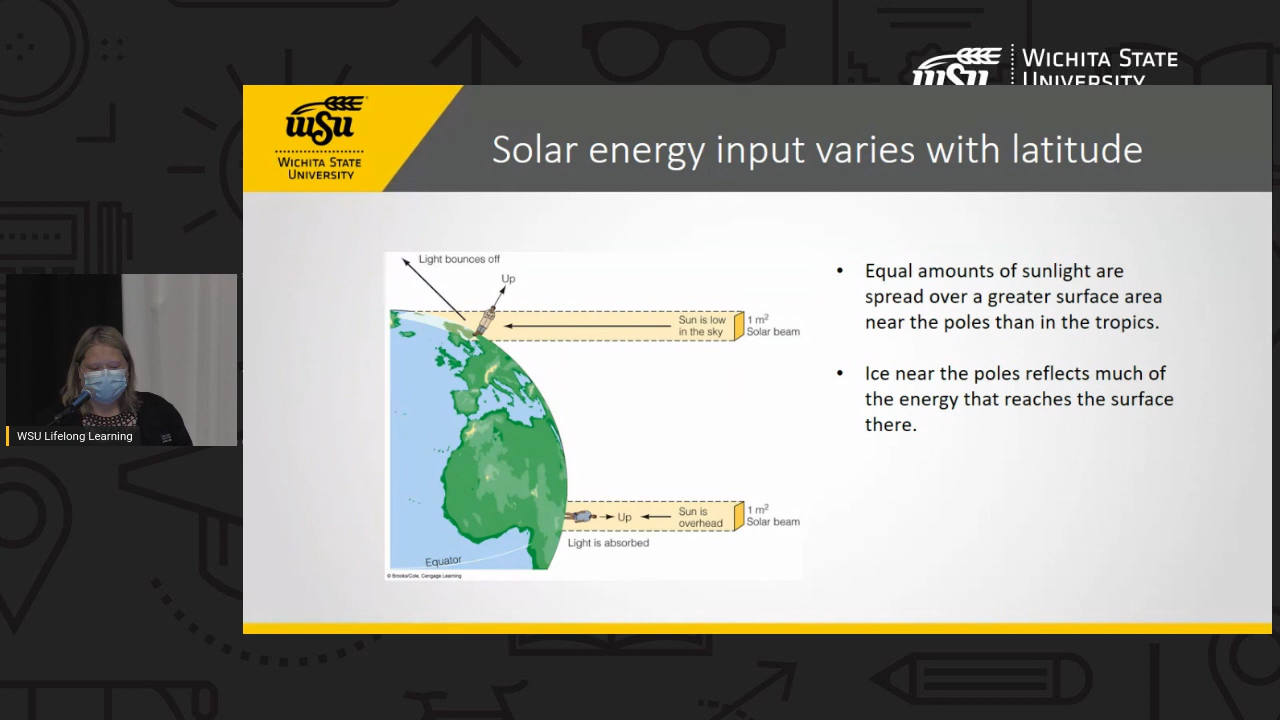 WICHITA STATE
UNIVERSITY
wsu
wsu
WICHITA STATE
UNIVERSITY
Solar energy input varies with latitude
Light bounces off
Up
Sun is low
in the sky
1 m²
Solar beam
Sun is
overhead
Up
1 m²
Solar beam
Light is absorbed
Equator
© Brooks/Cole, Cengage Learning
• Equal amounts of sunlight are
spread over a greater surface area
near the poles than in the tropics.
• Ice near the poles reflects much of
the energy that reaches the surface
there.
WSU Lifelong Learning